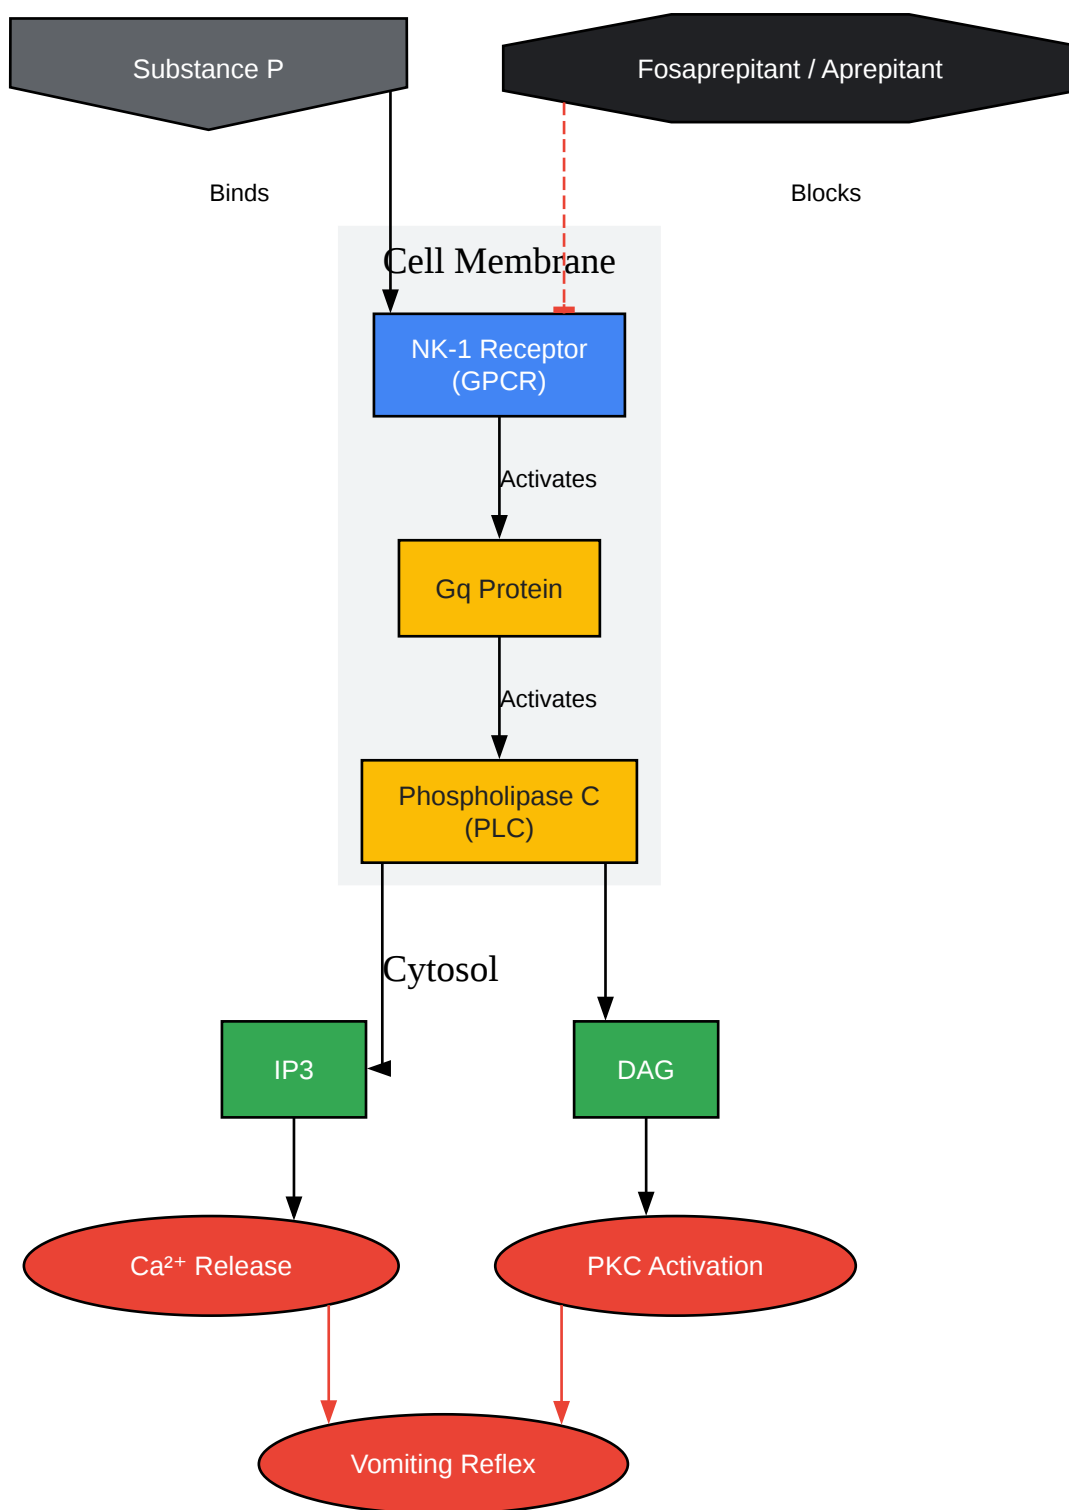 Substance P
Fosaprepitant / Aprepitant
Binds
Blocks
Cell Membrane
NK-1 Receptor
(GPCR)
Activates
Gq Protein
Activates
Phospholipase C
(PLC)
Cytosol
IP3
DAG
Ca²⁺ Release
PKC Activation
Vomiting Reflex